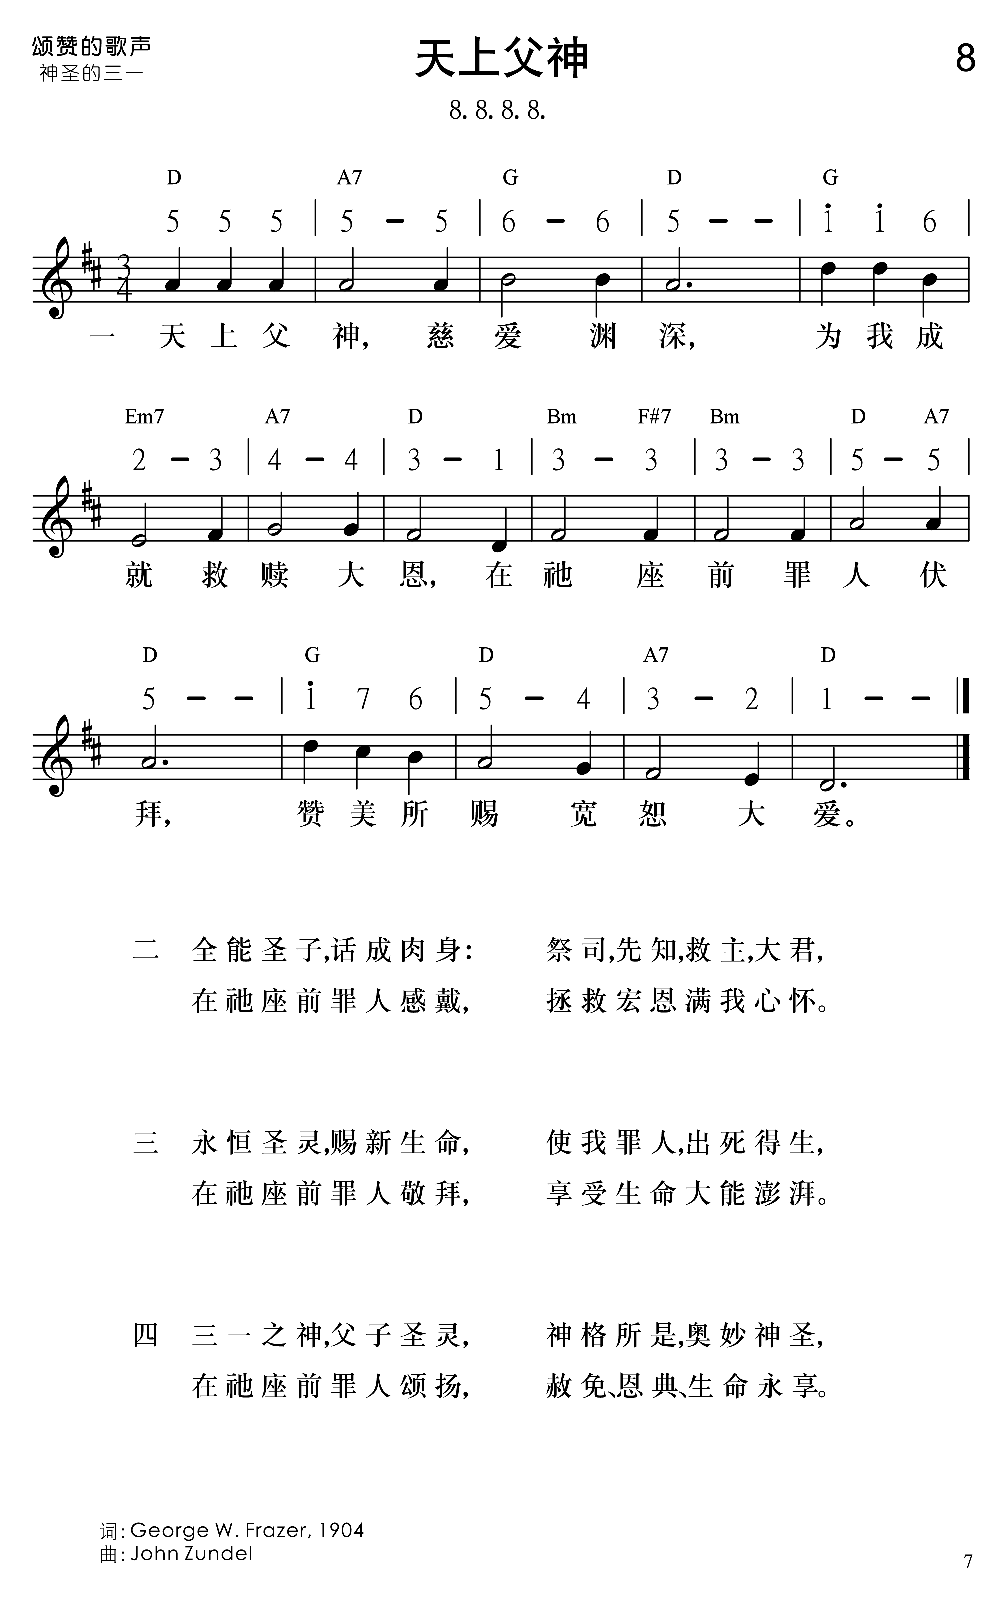 颂赞的歌声
神圣的三一
天上父神
8
8. 8. 8. 8.
D A7 G D G
5 5 5 | 5 - 5 | 6 - 6 | 5 - - | i i 6 |
3
4
一 天上父神，慈爱渊深，为我成
Em7 A7 D Bm F#7 Bm D A7
2 - 3 | 4 - 4 | 3 - 1 | 3 - 3 | 3 - 3 | 5 - 5 |
就救赎大恩，在祂座前罪人伏
D G D A7 D
5 - - | i 7 6 | 5 - 4 | 3 - 2 | 1 - - ‖
拜，赞美所赐宽恕大爱。
二 全能圣子,话成肉身： 祭司,先知,救主,大君，
在祂座前罪人感戴， 拯救宏恩满我心怀。
三 永恒圣灵,赐新生命， 使我罪人,出死得生，
在祂座前罪人敬拜， 享受生命大能澎湃。
四 三一之神,父子圣灵， 神格所是,奥妙神圣，
在祂座前罪人颂扬， 赦免、恩典、生命永享。
词：George W. Frazer, 1904
曲：John Zundel
7